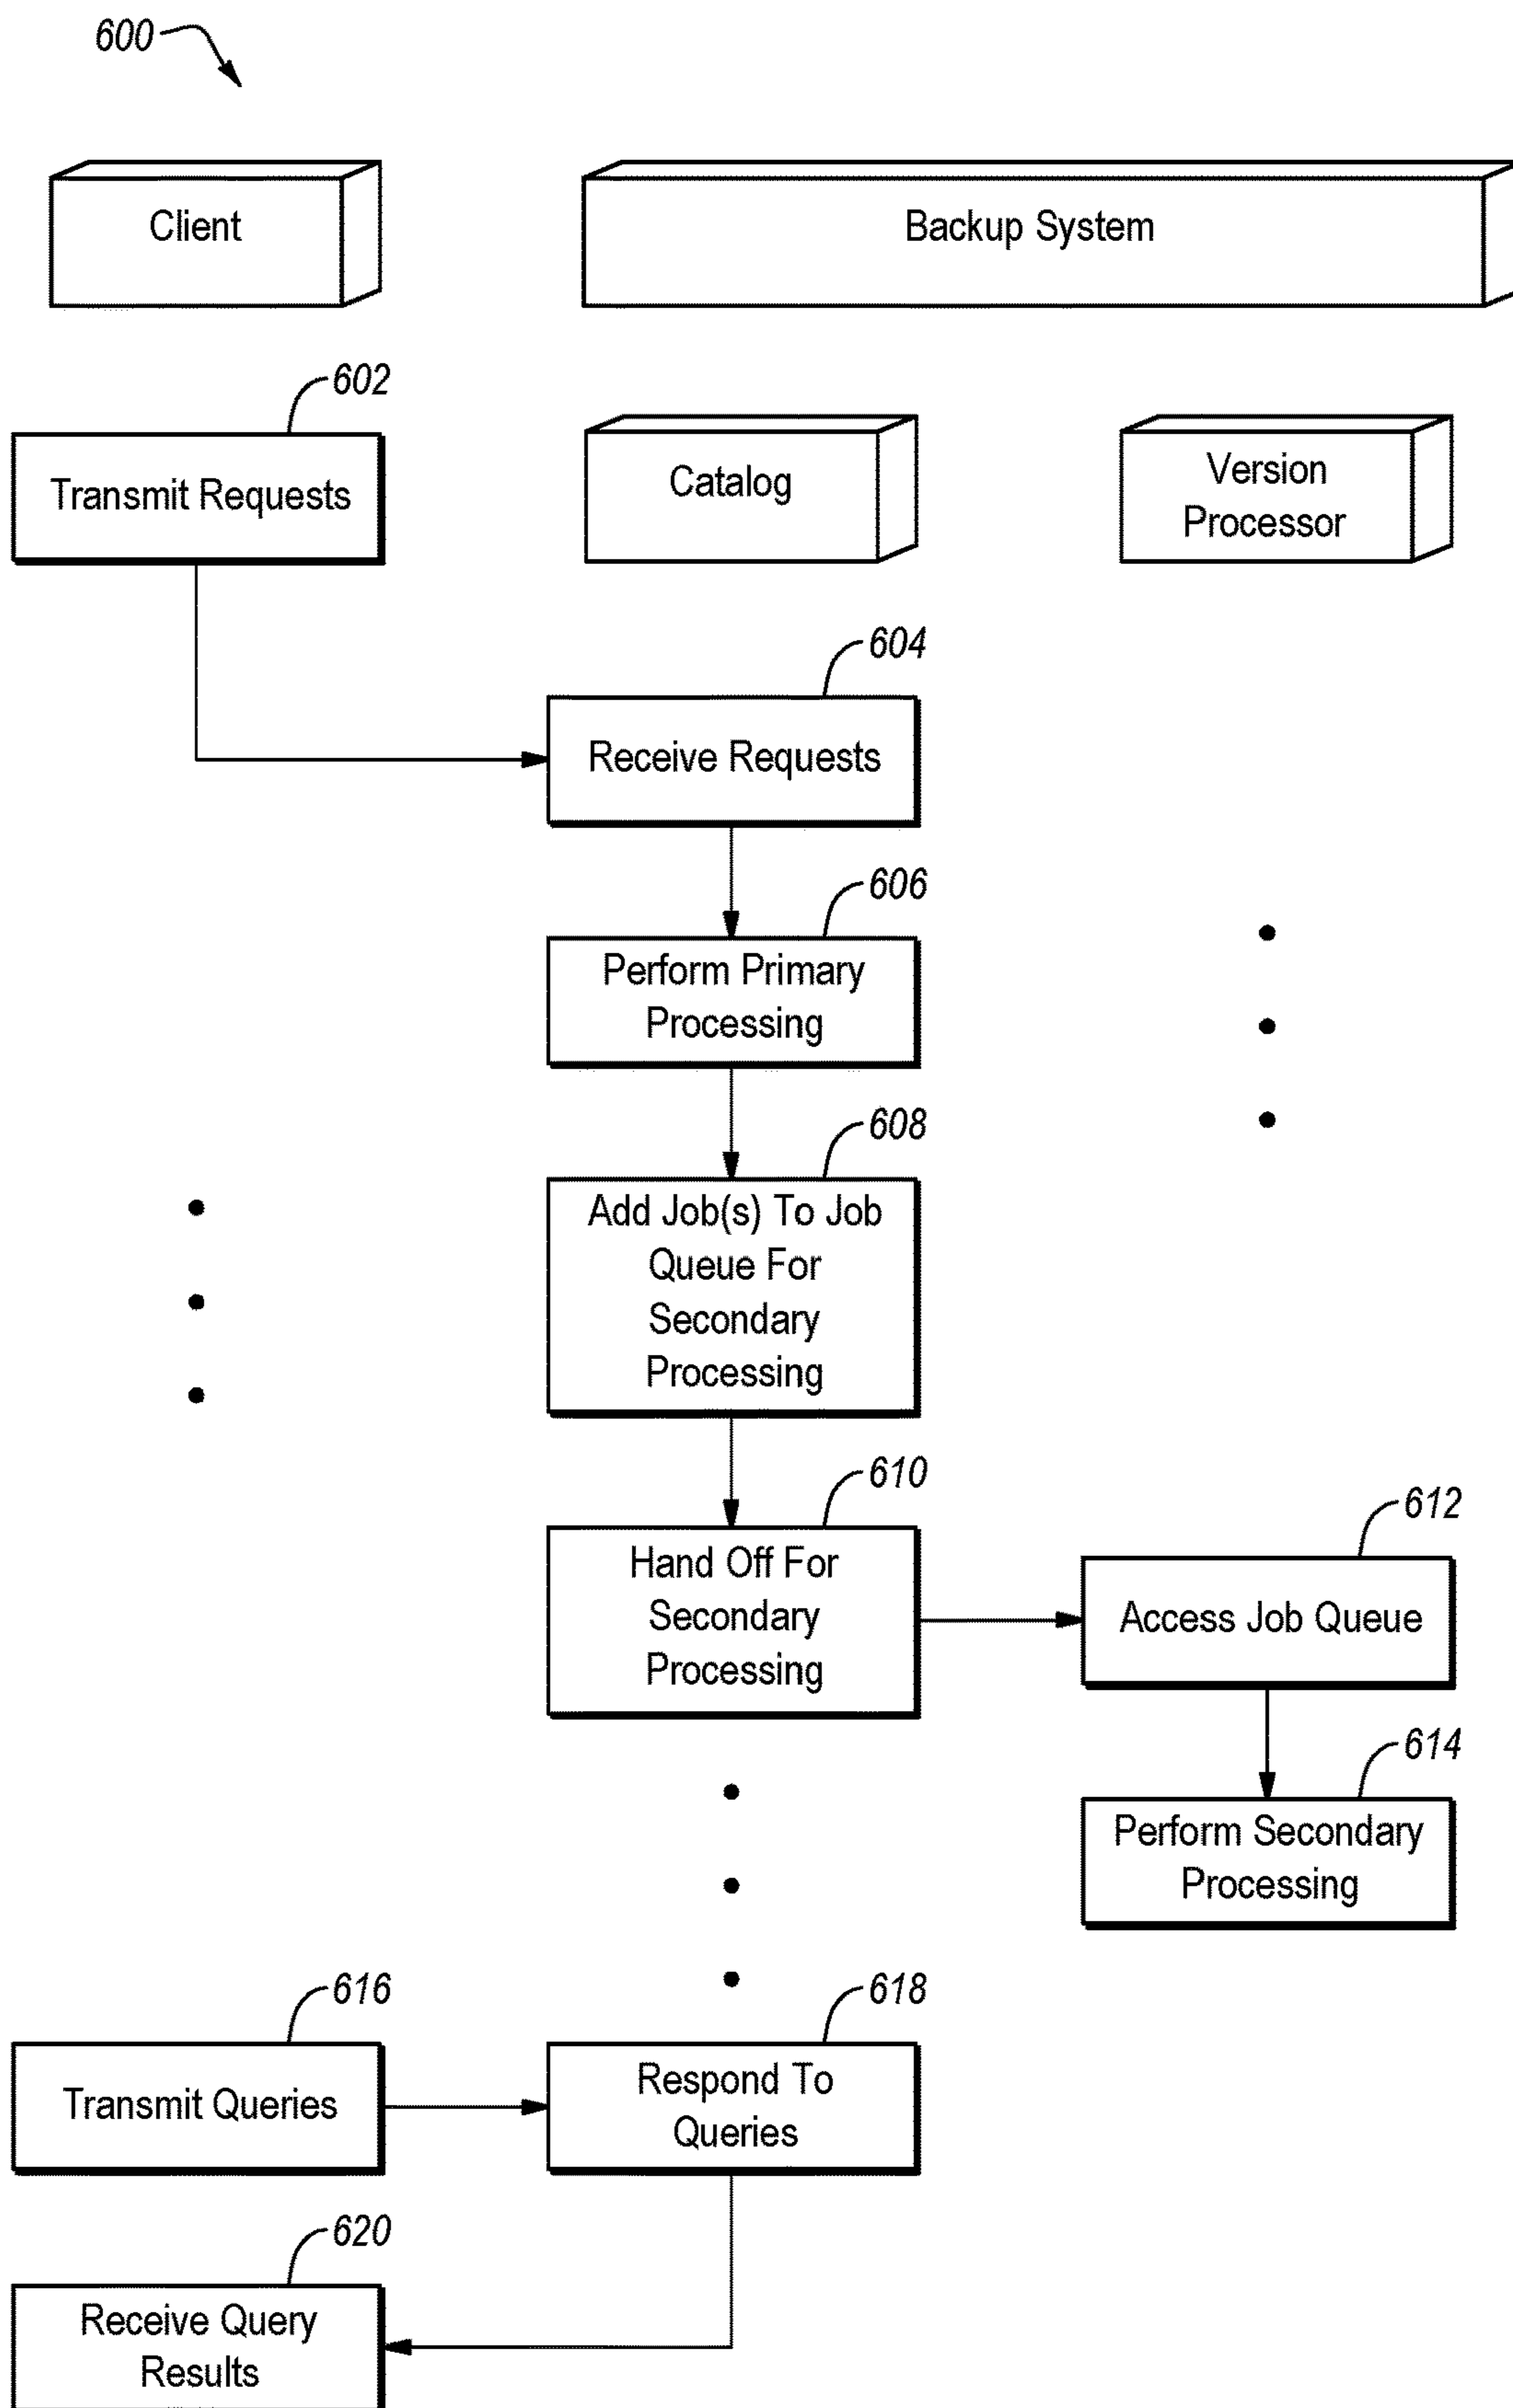 600
Client
Backup System
602
Transmit Requests
Catalog
Version
Processor
604
Receive Requests
606
Perform Primary
Processing
608
Add Job(s) To Job
Queue For
Secondary
Processing
610
Hand Off For
Secondary
Processing
612
Access Job Queue
614
Perform Secondary
Processing
616
Transmit Queries
618
Respond To
Queries
620
Receive Query
Results